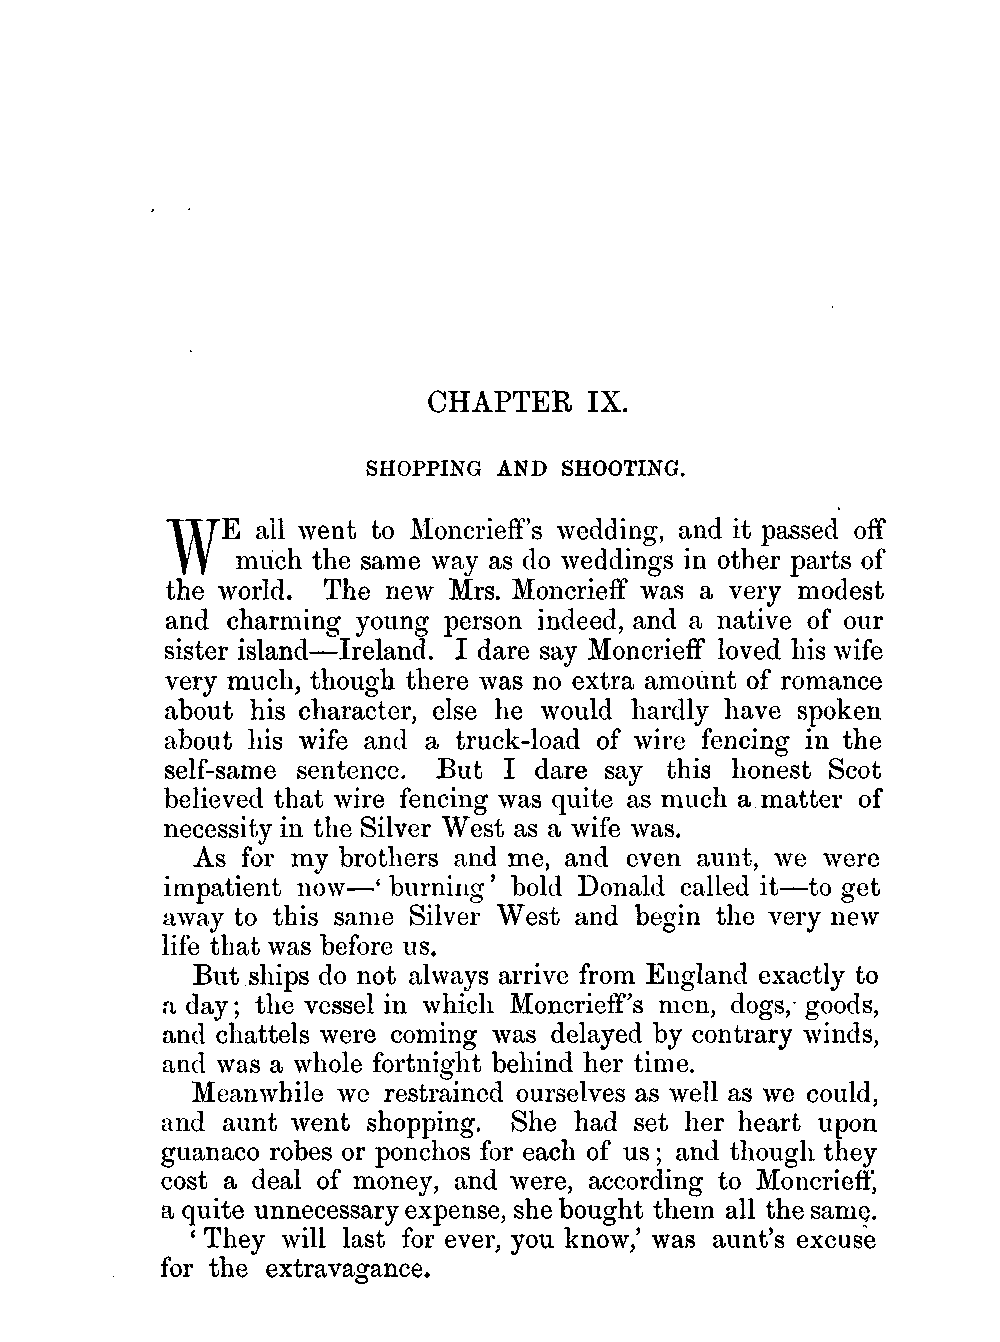 CHAPTER IX.
SHOPPING AND SHOOTING.
WE all went to Moncrieff's wedding, and it passed off
much the same way as do weddings in other parts of
the world. The new Mrs. Moncrieff was a very modest
and charming young person indeed, and a native of our
sister island—Ireland. I dare say Moncrieff loved his wife
very much, though there was no extra amount of romance
about his character, else he would hardly have spoken
about his wife and a truck-load of wire fencing in the
self-same sentence. But I dare say this honest Scot
believed that wire fencing was quite as much a matter of
necessity in the Silver West as a wife was.
As for my brothers and me, and even aunt, we were
impatient now—‘burning’ bold Donald called it—to get
away to this same Silver West and begin the very new
life that was before us.
But ships do not always arrive from England exactly to
a day; the vessel in which Moncrieff's men, dogs, goods,
and chattels were coming was delayed by contrary winds,
and was a whole fortnight behind her time.
Meanwhile we restrained ourselves as well as we could,
and aunt went shopping. She had set her heart upon
guanaco robes or ponchos for each of us; and though they
cost a deal of money, and were, according to Moncrieff,
a quite unnecessary expense, she bought them all the same.
‘They will last for ever, you know,’ was aunt's excuse
for the extravagance.